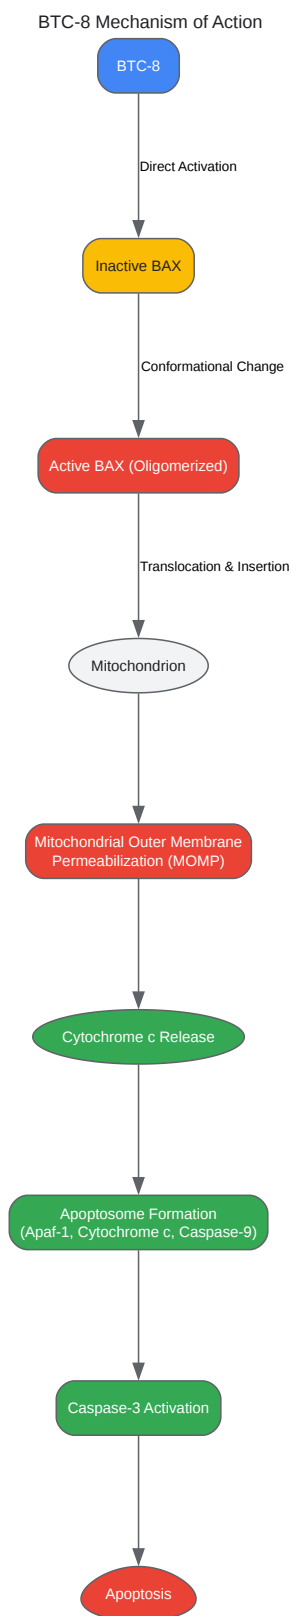 BTC-8 Mechanism of Action
BTC-8
Direct Activation
Inactive BAX
Conformational Change
Active BAX (Oligomerized)
Translocation & Insertion
Mitochondrion
Mitochondrial Outer Membrane
Permeabilization (MOMP)
Cytochrome c Release
Apoptosome Formation
(Apaf-1, Cytochrome c, Caspase-9)
Caspase-3 Activation
Apoptosis